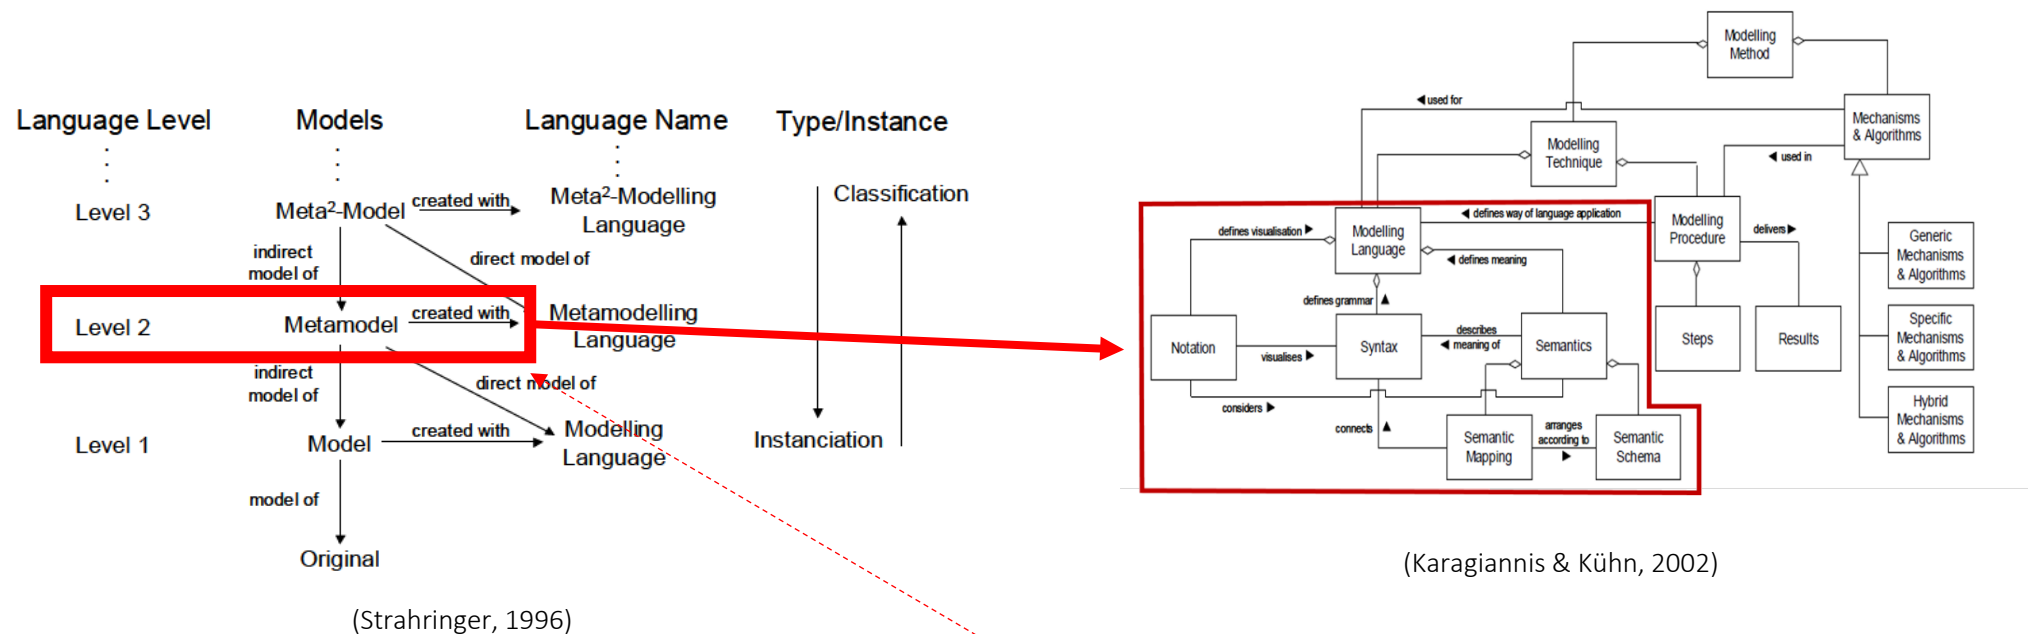 Language Level
Models
Language Name
Type/Instance
Level 3
Meta²-Model
created with
Meta²-Modelling
Language
Classification
indirect
model of
direct model of
Level 2
Metamodel
created with
Metamodelling
Language
indirect
model of
direct model of
Level 1
Model
created with
Modelling
Language
Instanciation
model of
Original
(Strahringer, 1996)
Modelling
Method
◀ used for
Mechanisms
& Algorithms
Modelling
Technique
◀ used in
◀ defines way of language application
Modelling
Language
Modelling
Procedure
defines visualisation ▶
delivers ▶
◀ defines meaning
Generic
Mechanisms
& Algorithms
defines grammar ▲
Notation
visualises ▶
Syntax
describes
◀ meaning of
Semantics
Steps
Results
Specific
Mechanisms
& Algorithms
considers ▶
connects ▲
Semantic
Mapping
arranges
according to
▶
Semantic
Schema
Hybrid
Mechanisms
& Algorithms
(Karagiannis & Kühn, 2002)